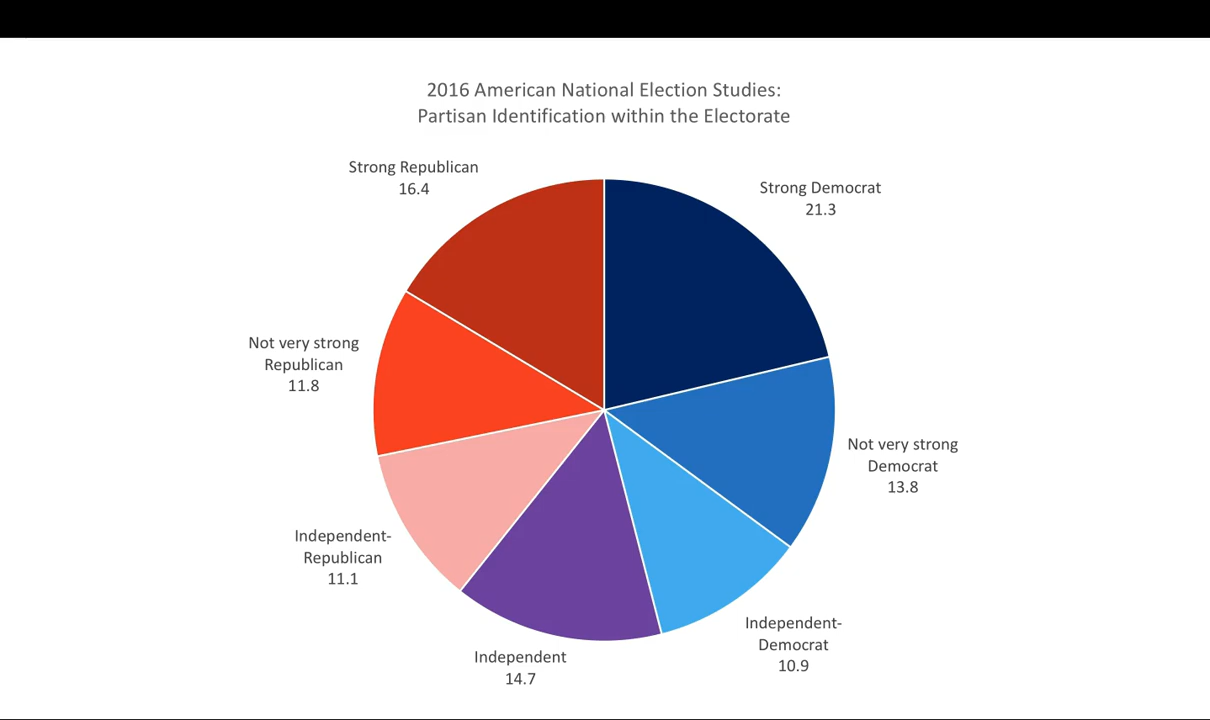 2016 American National Election Studies:
Partisan Identification within the Electorate
Strong Republican
16.4
Strong Democrat
21.3
Not very strong
Republican
11.8
Not very strong
Democrat
13.8
Independent-
Republican
11.1
Independent-
Democrat
10.9
Independent
14.7